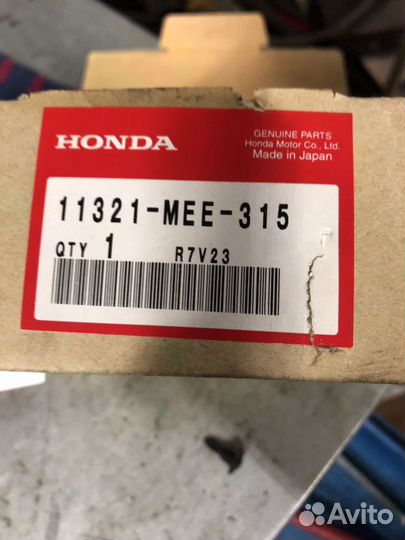 HONDA
GENUINE PARTS
Honda Motor Co., Ltd.
Made in Japan
11321-MEE-315
QTY 1 R7V23
Avito